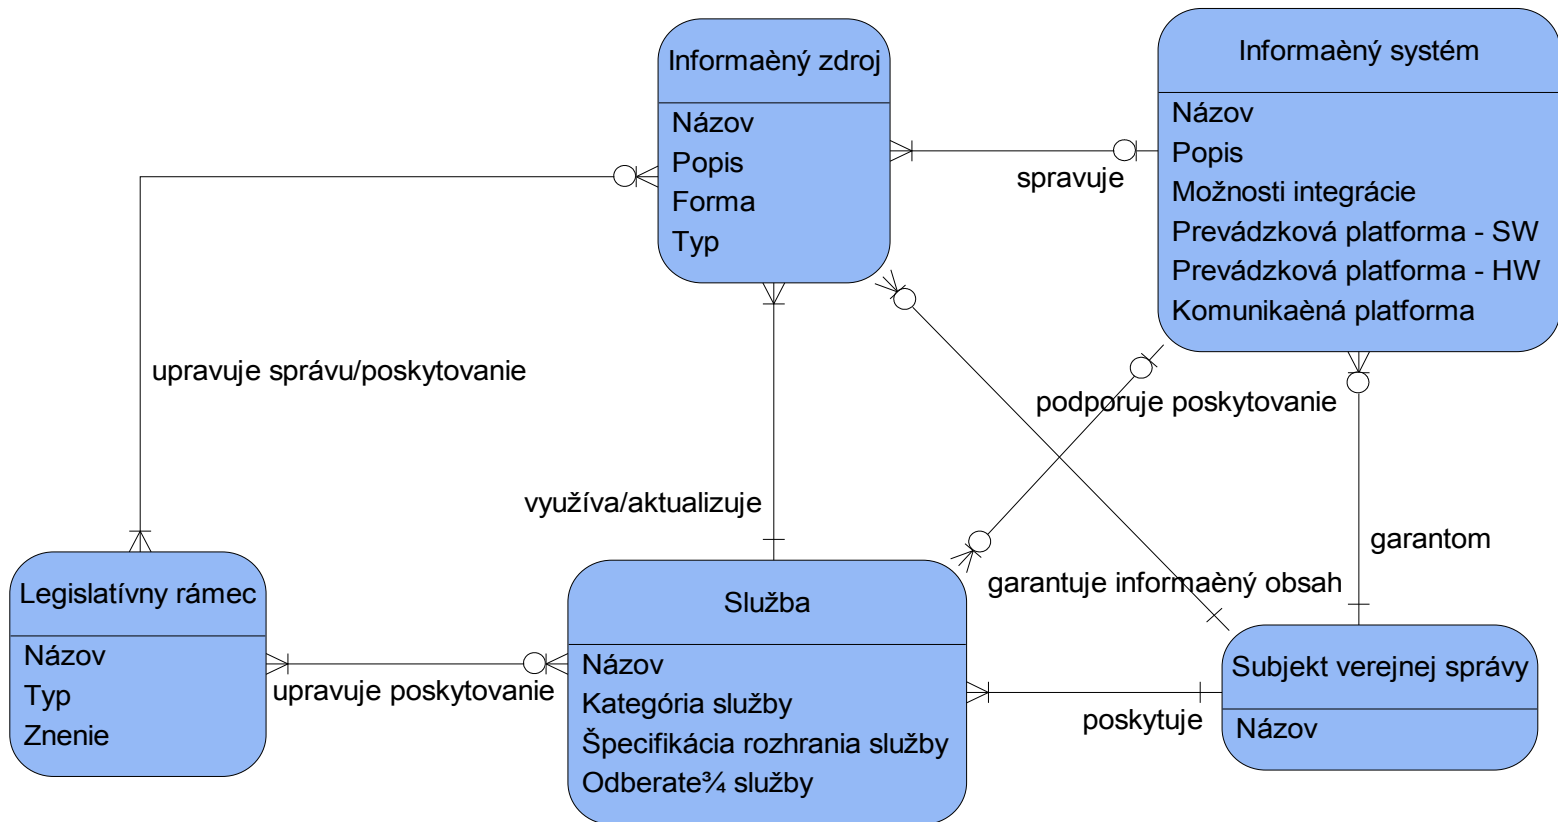 Informaèný zdroj
Názov
Popis
Forma
Typ
Informaèný systém
Názov
Popis
Možnosti integrácie
Prevádzková platforma - SW
Prevádzková platforma - HW
Komunikaèná platforma
spravuje
upravuje správu/poskytovanie
podporuje poskytovanie
využíva/aktualizuje
garantom
garantuje informaèný obsah
Legislatívny rámec
Názov
Typ
Znenie
upravuje poskytovanie
Služba
Názov
Kategória služby
Špecifikácia rozhrania služby
Odberate¾ služby
poskytuje
Subjekt verejnej správy
Názov